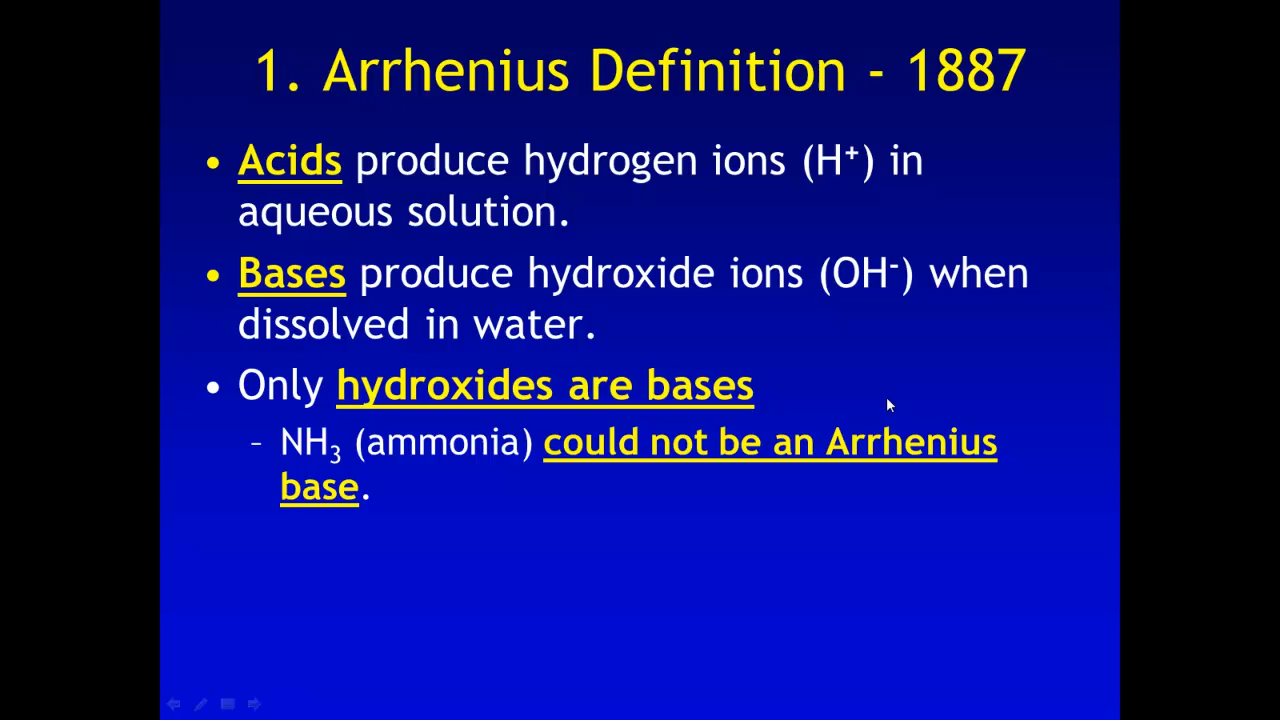 1. Arrhenius Definition - 1887
• Acids produce hydrogen ions (H⁺) in
aqueous solution.
• Bases produce hydroxide ions (OH⁻) when
dissolved in water.
• Only hydroxides are bases
– NH₃ (ammonia) could not be an Arrhenius
base.